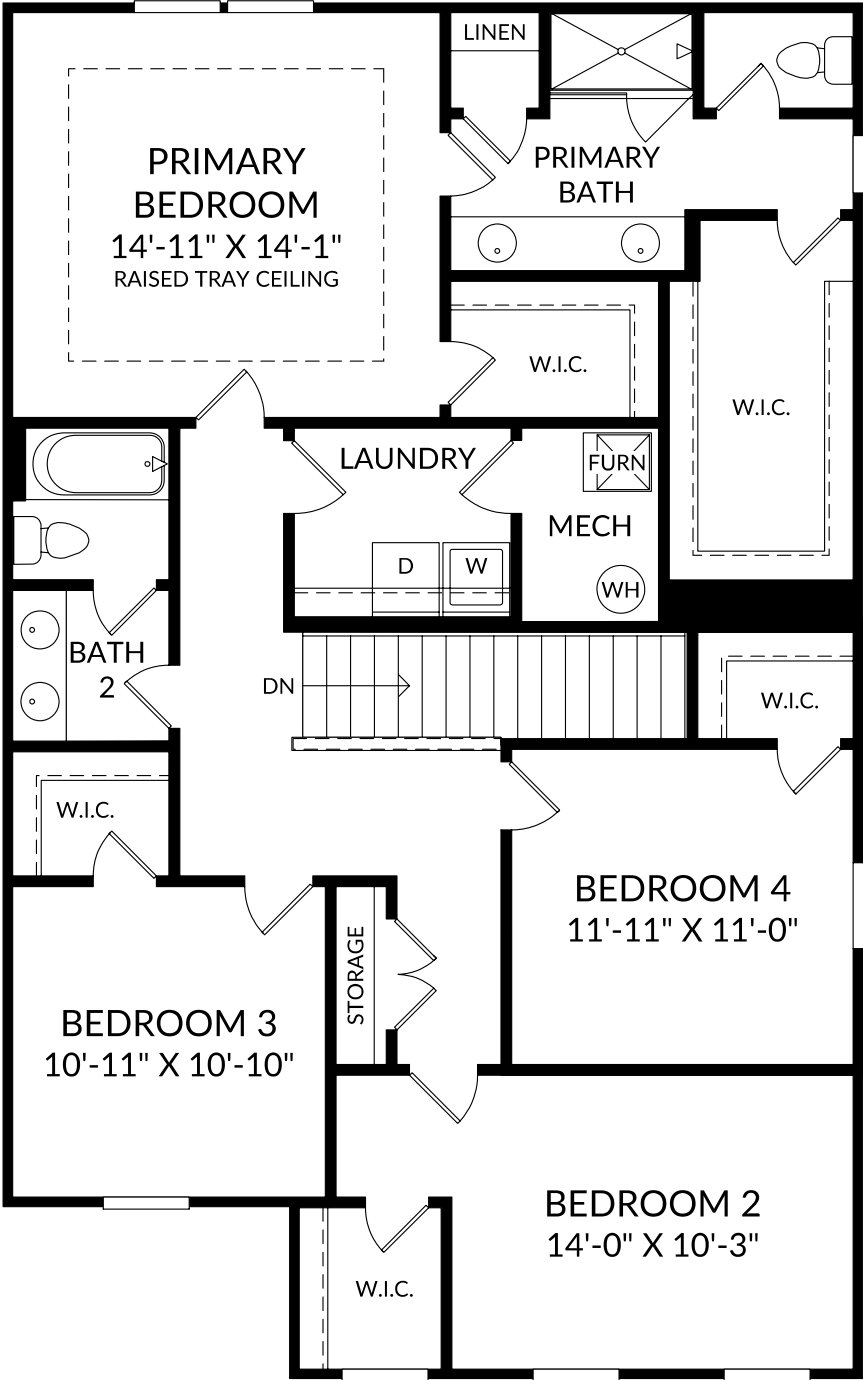 LINEN
PRIMARY
BEDROOM
14'-11" X 14'-1"
RAISED TRAY CEILING
PRIMARY
BATH
W.I.C.
W.I.C.
LAUNDRY
FURN
MECH
D
W
WH
BATH
2
DN
W.I.C.
W.I.C.
BEDROOM 4
11'-11" X 11'-0"
STORAGE
BEDROOM 3
10'-11" X 10'-10"
BEDROOM 2
14'-0" X 10'-3"
W.I.C.